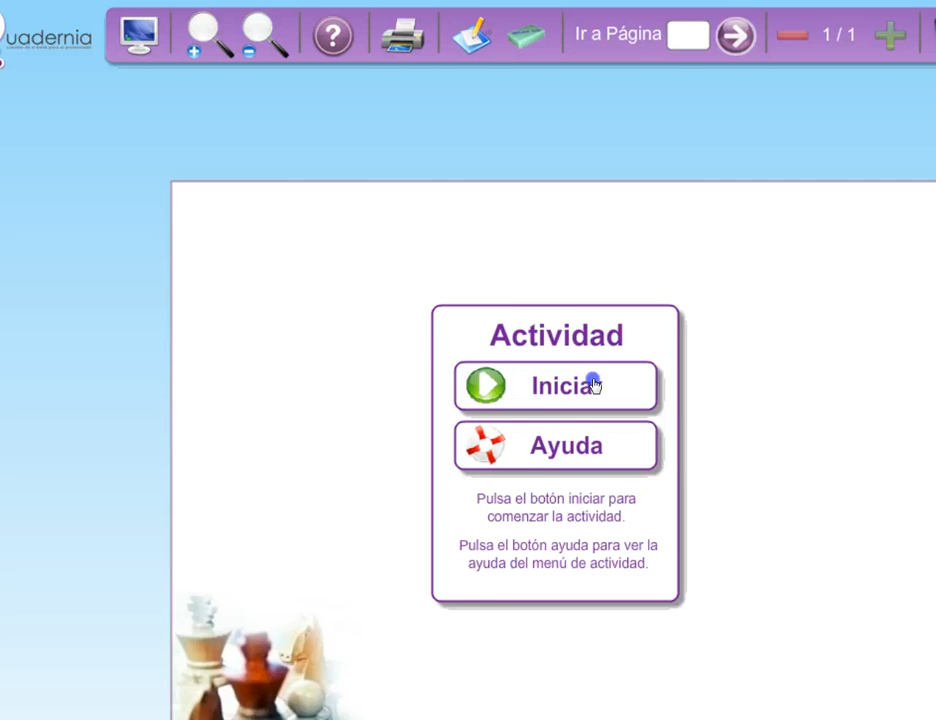 uadernia
Ir a Página
1 / 1
Actividad
Inicia
Ayuda
Pulsa el botón iniciar para
comenzar la actividad.
Pulsa el botón ayuda para ver la
ayuda del menú de actividad.